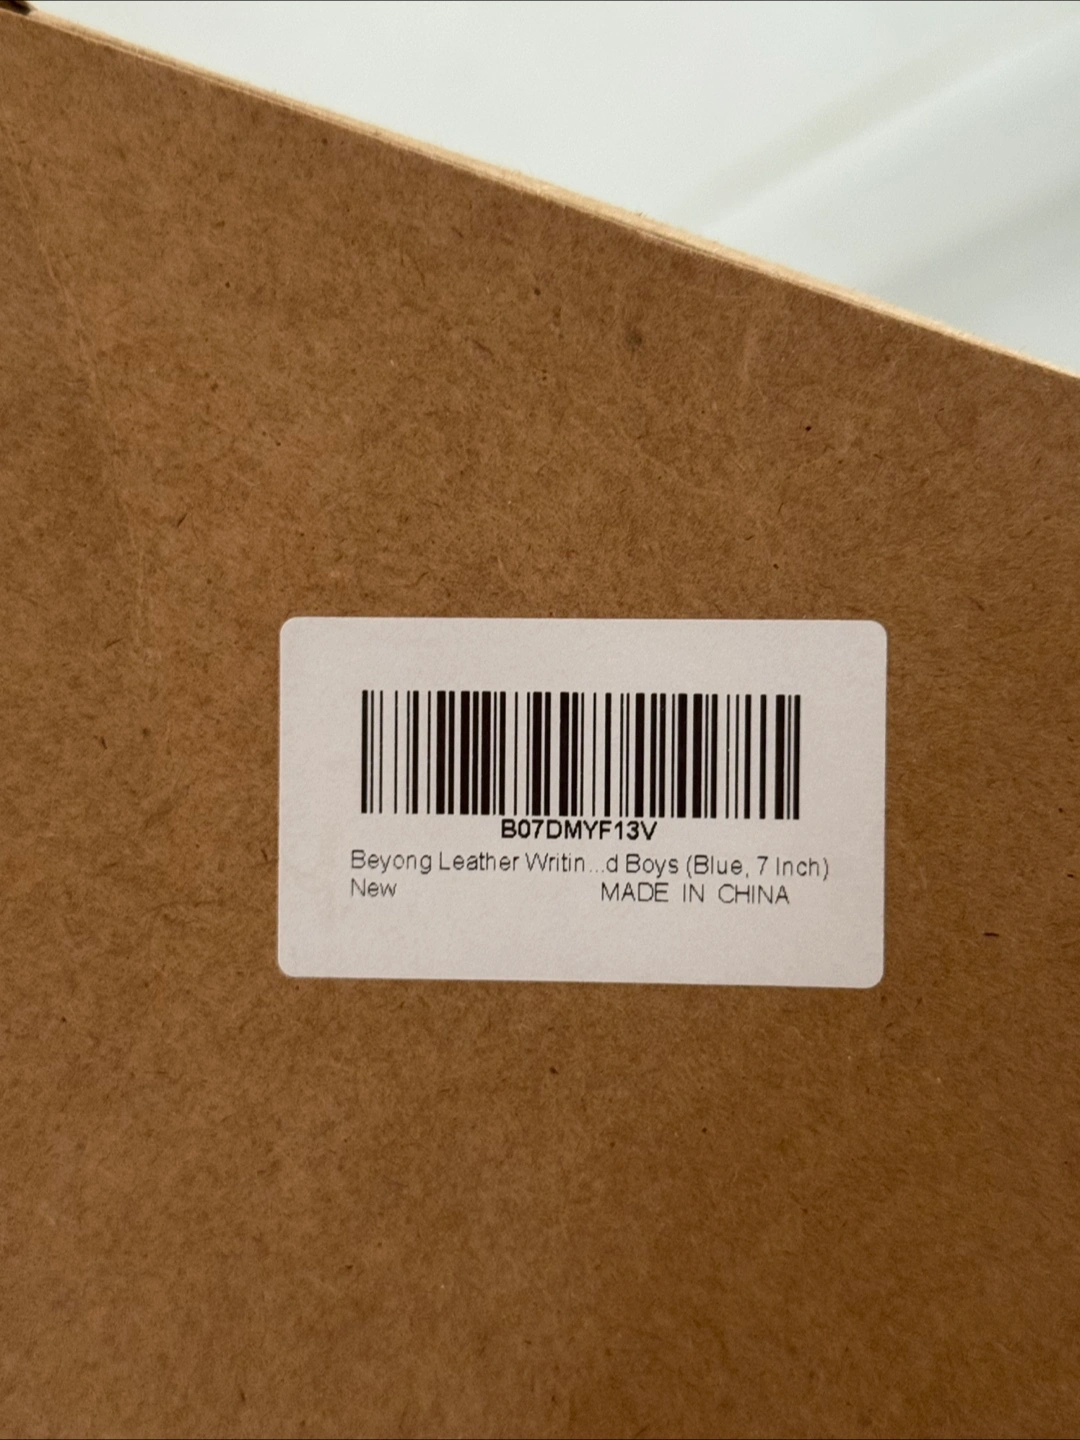 B07DMYF13V
Beyong Leather Writin...d Boys (Blue, 7 Inch)
New MADE IN CHINA